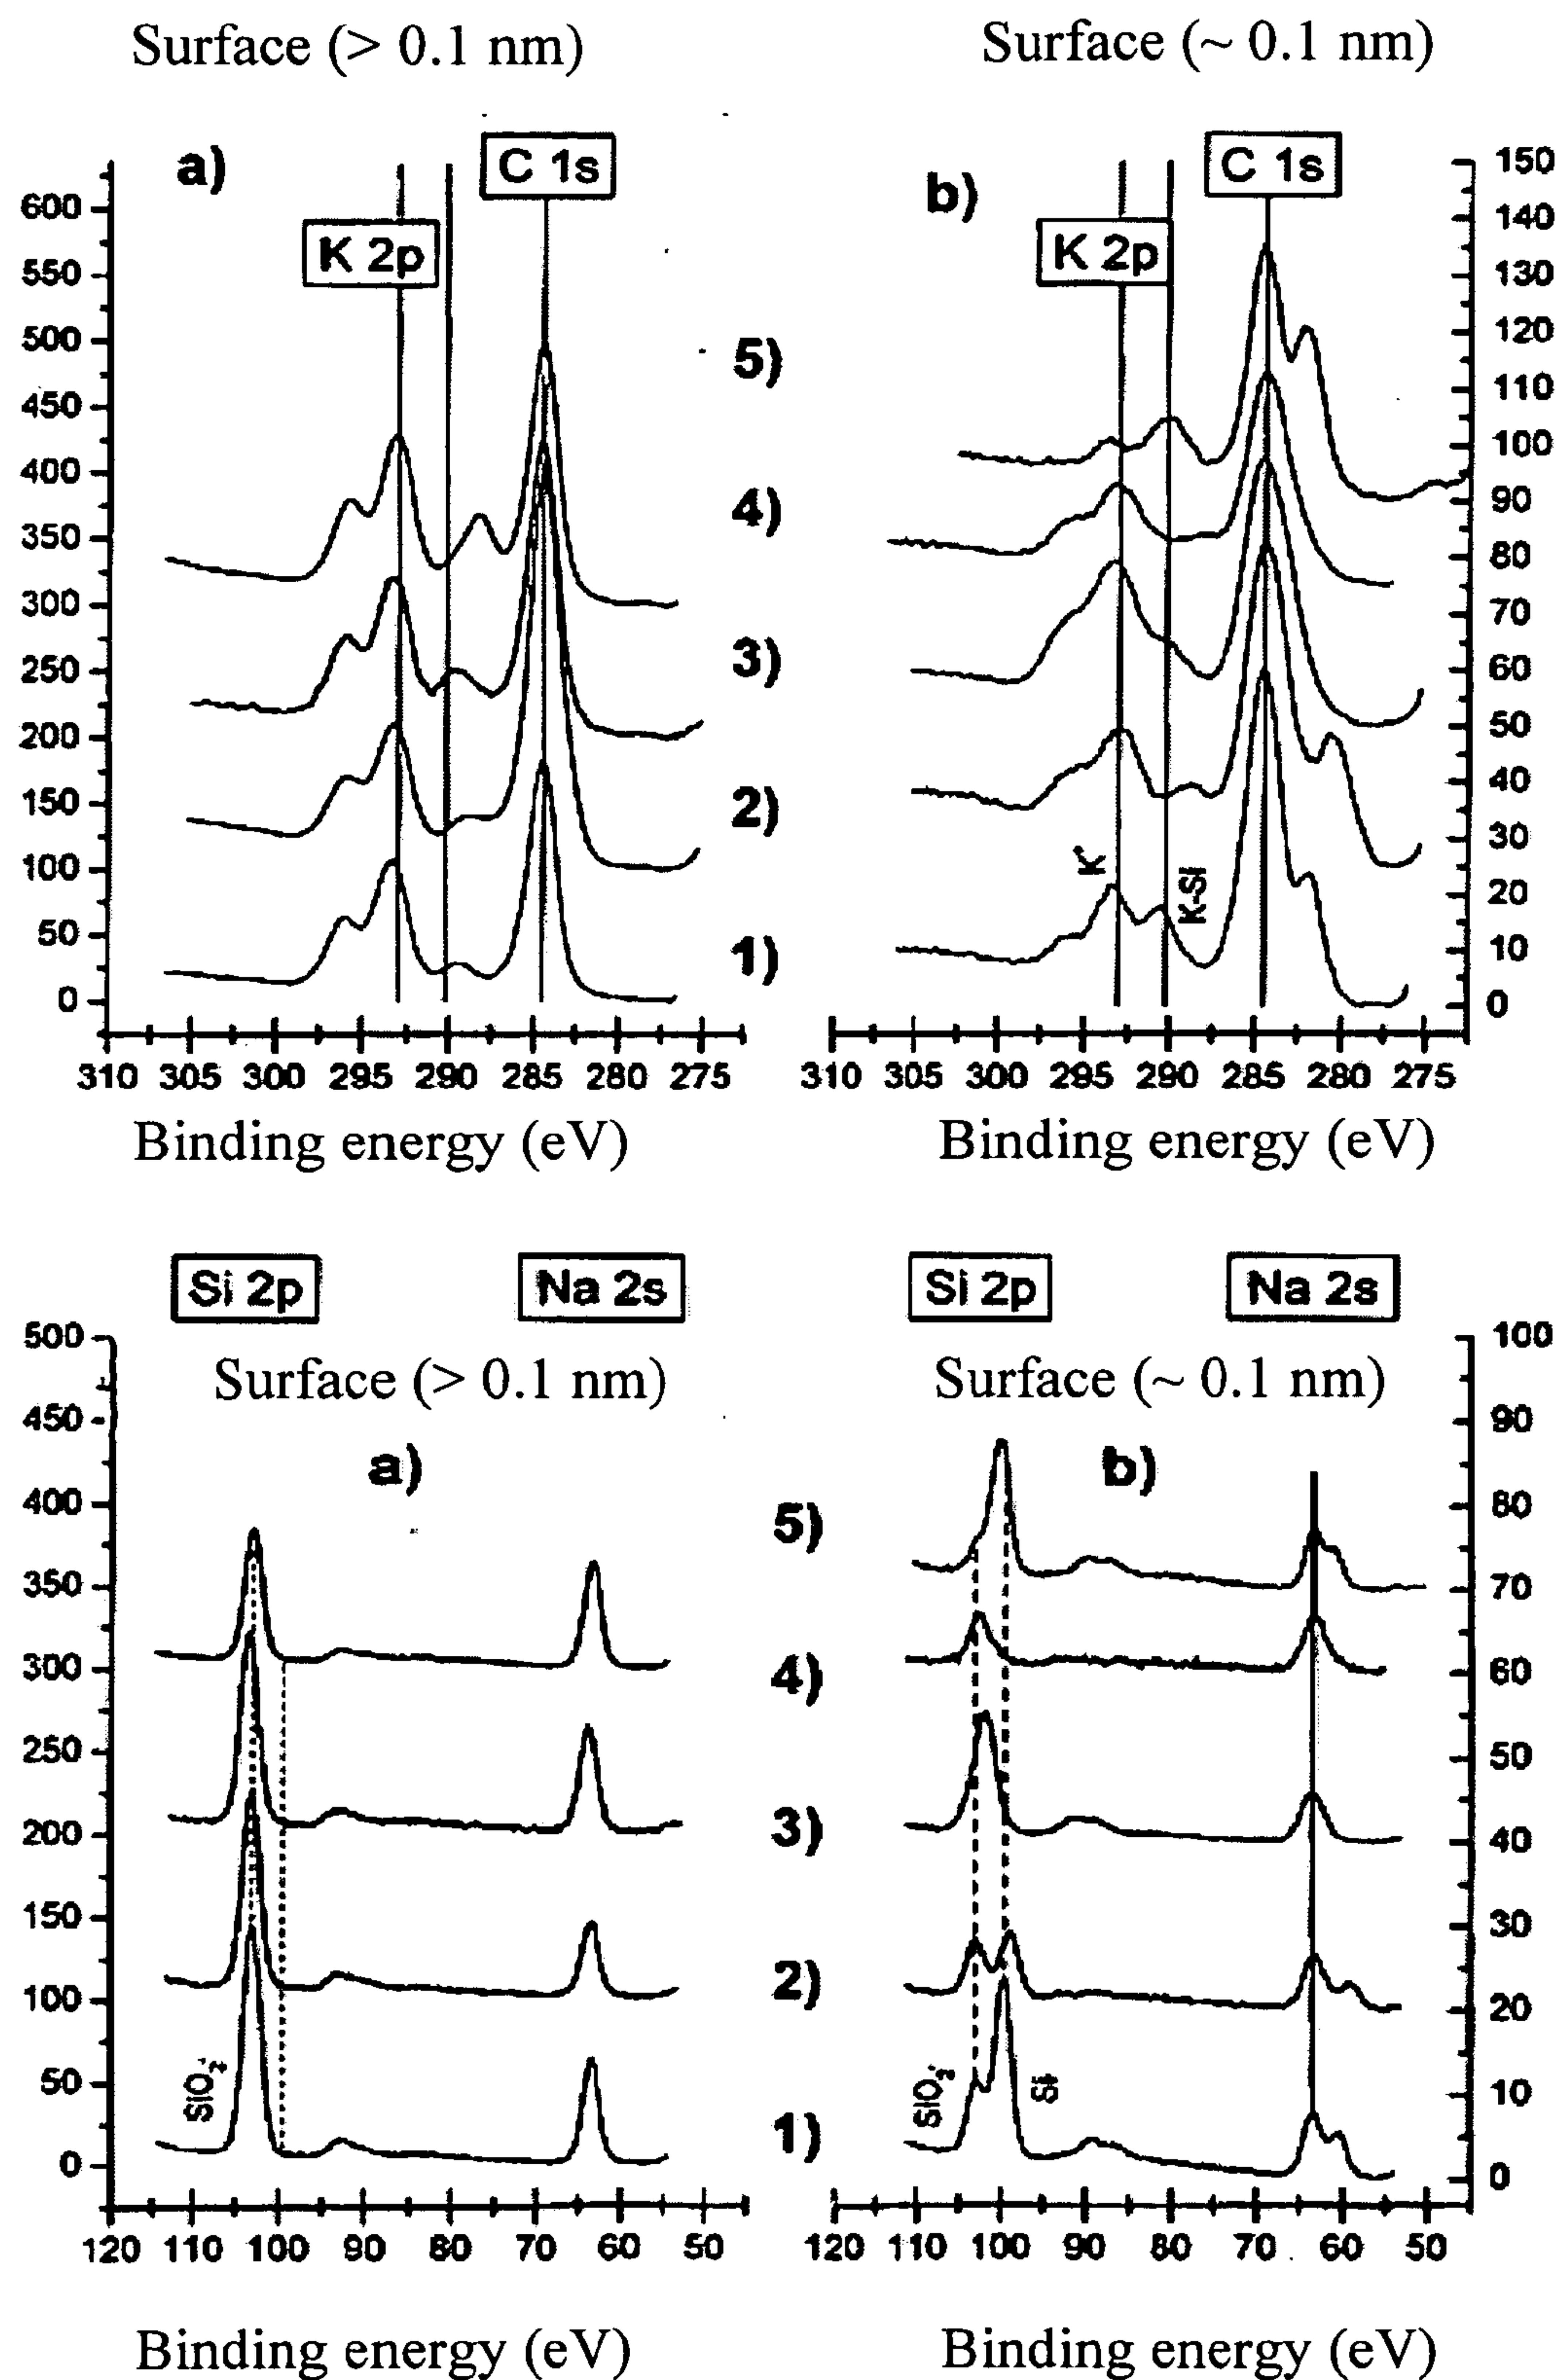 Surface (> 0.1 nm)
Surface (~ 0.1 nm)
a)
C 1s
K 2p
b)
C 1s
K 2p
600
550
500
450
400
350
300
250
200
150
100
50
0
5)
4)
3)
2)
1)
150
140
130
120
110
100
90
80
70
60
50
40
30
20
10
0
K+
K-Si
310 305 300 295 290 285 280 275
310 305 300 295 290 285 280 275
Binding energy (eV)
Binding energy (eV)
Si 2p
Na 2s
Si 2p
Na 2s
Surface (> 0.1 nm)
Surface (~ 0.1 nm)
a)
b)
500
450
400
350
300
250
200
150
100
50
0
5)
4)
3)
2)
1)
100
90
80
70
60
50
40
30
20
10
0
SiO2
SiO2
Si
120 110 100 90 80 70 60 50
120 110 100 90 80 70 60 50
Binding energy (eV)
Binding energy (eV)